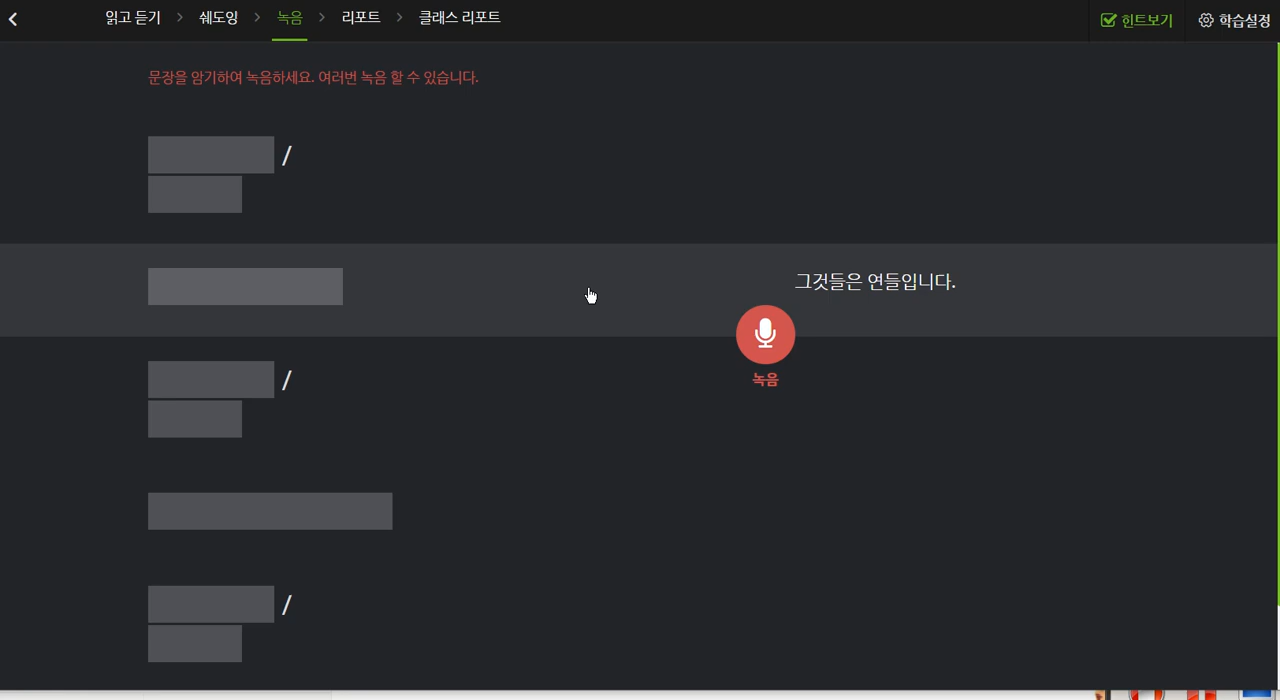 읽고 듣기 > 쉐도잉 > 녹음 > 리포트 > 클래스 리포트
힌트보기
학습설정
문장을 암기하여 녹음하세요. 여러번 녹음 할 수 있습니다.
/
그것들은 연들입니다.
녹음
/
/